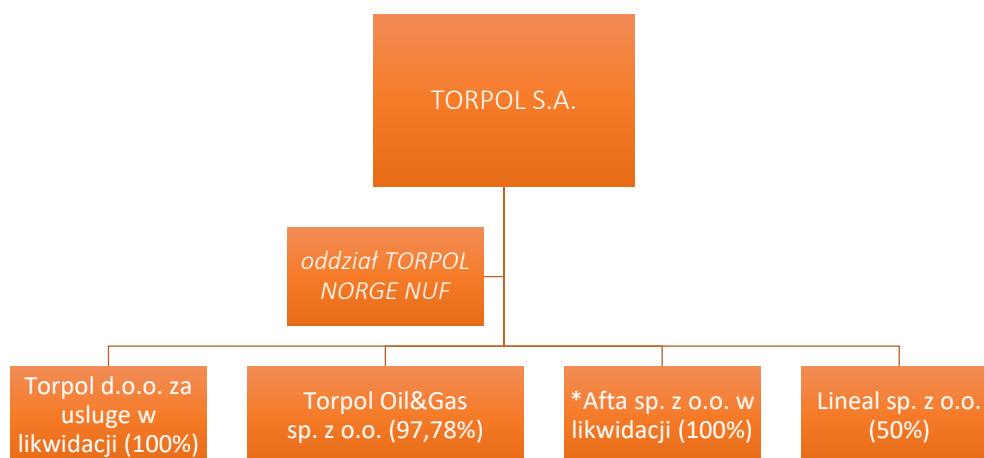 TORPOL S.A.
oddział TORPOL
NORGE NUF
Torpol d.o.o. za
usluge w
likwidacji (100%)
Torpol Oil&Gas
sp. z o.o. (97,78%)
*Afta sp. z o.o. w
likwidacji (100%)
Lineal sp. z o.o.
(50%)